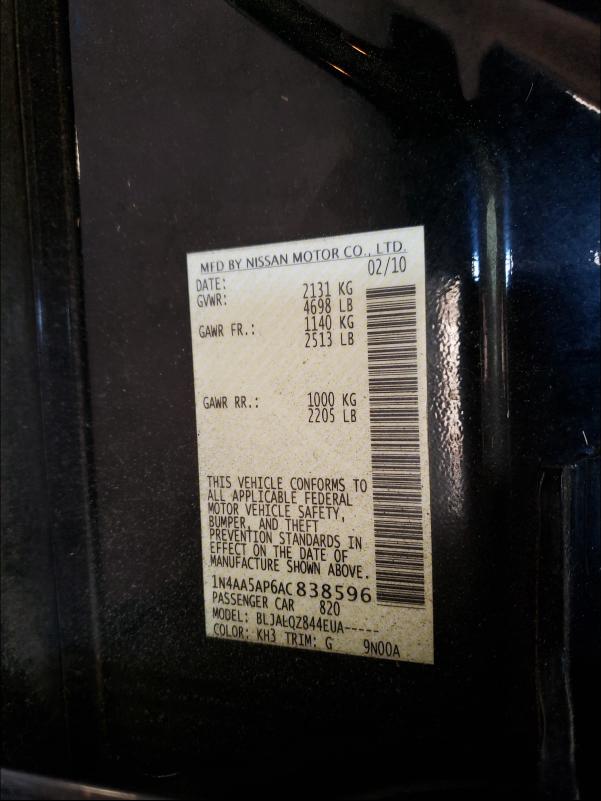 MFD BY NISSAN MOTOR CO., LTD.
DATE: 02/10
GVWR: 2131 KG
4698 LB
GAWR FR.: 1140 KG
2513 LB
GAWR RR.: 1000 KG
2205 LB
THIS VEHICLE CONFORMS TO
ALL APPLICABLE FEDERAL
MOTOR VEHICLE SAFETY,
BUMPER, AND THEFT
PREVENTION STANDARDS IN
EFFECT ON THE DATE OF
MANUFACTURE SHOWN ABOVE.
1N4AA5AP6AC838596
PASSENGER CAR 820
MODEL: BLJALQZ844EUA-----
COLOR: KH3 TRIM: G 9N00A